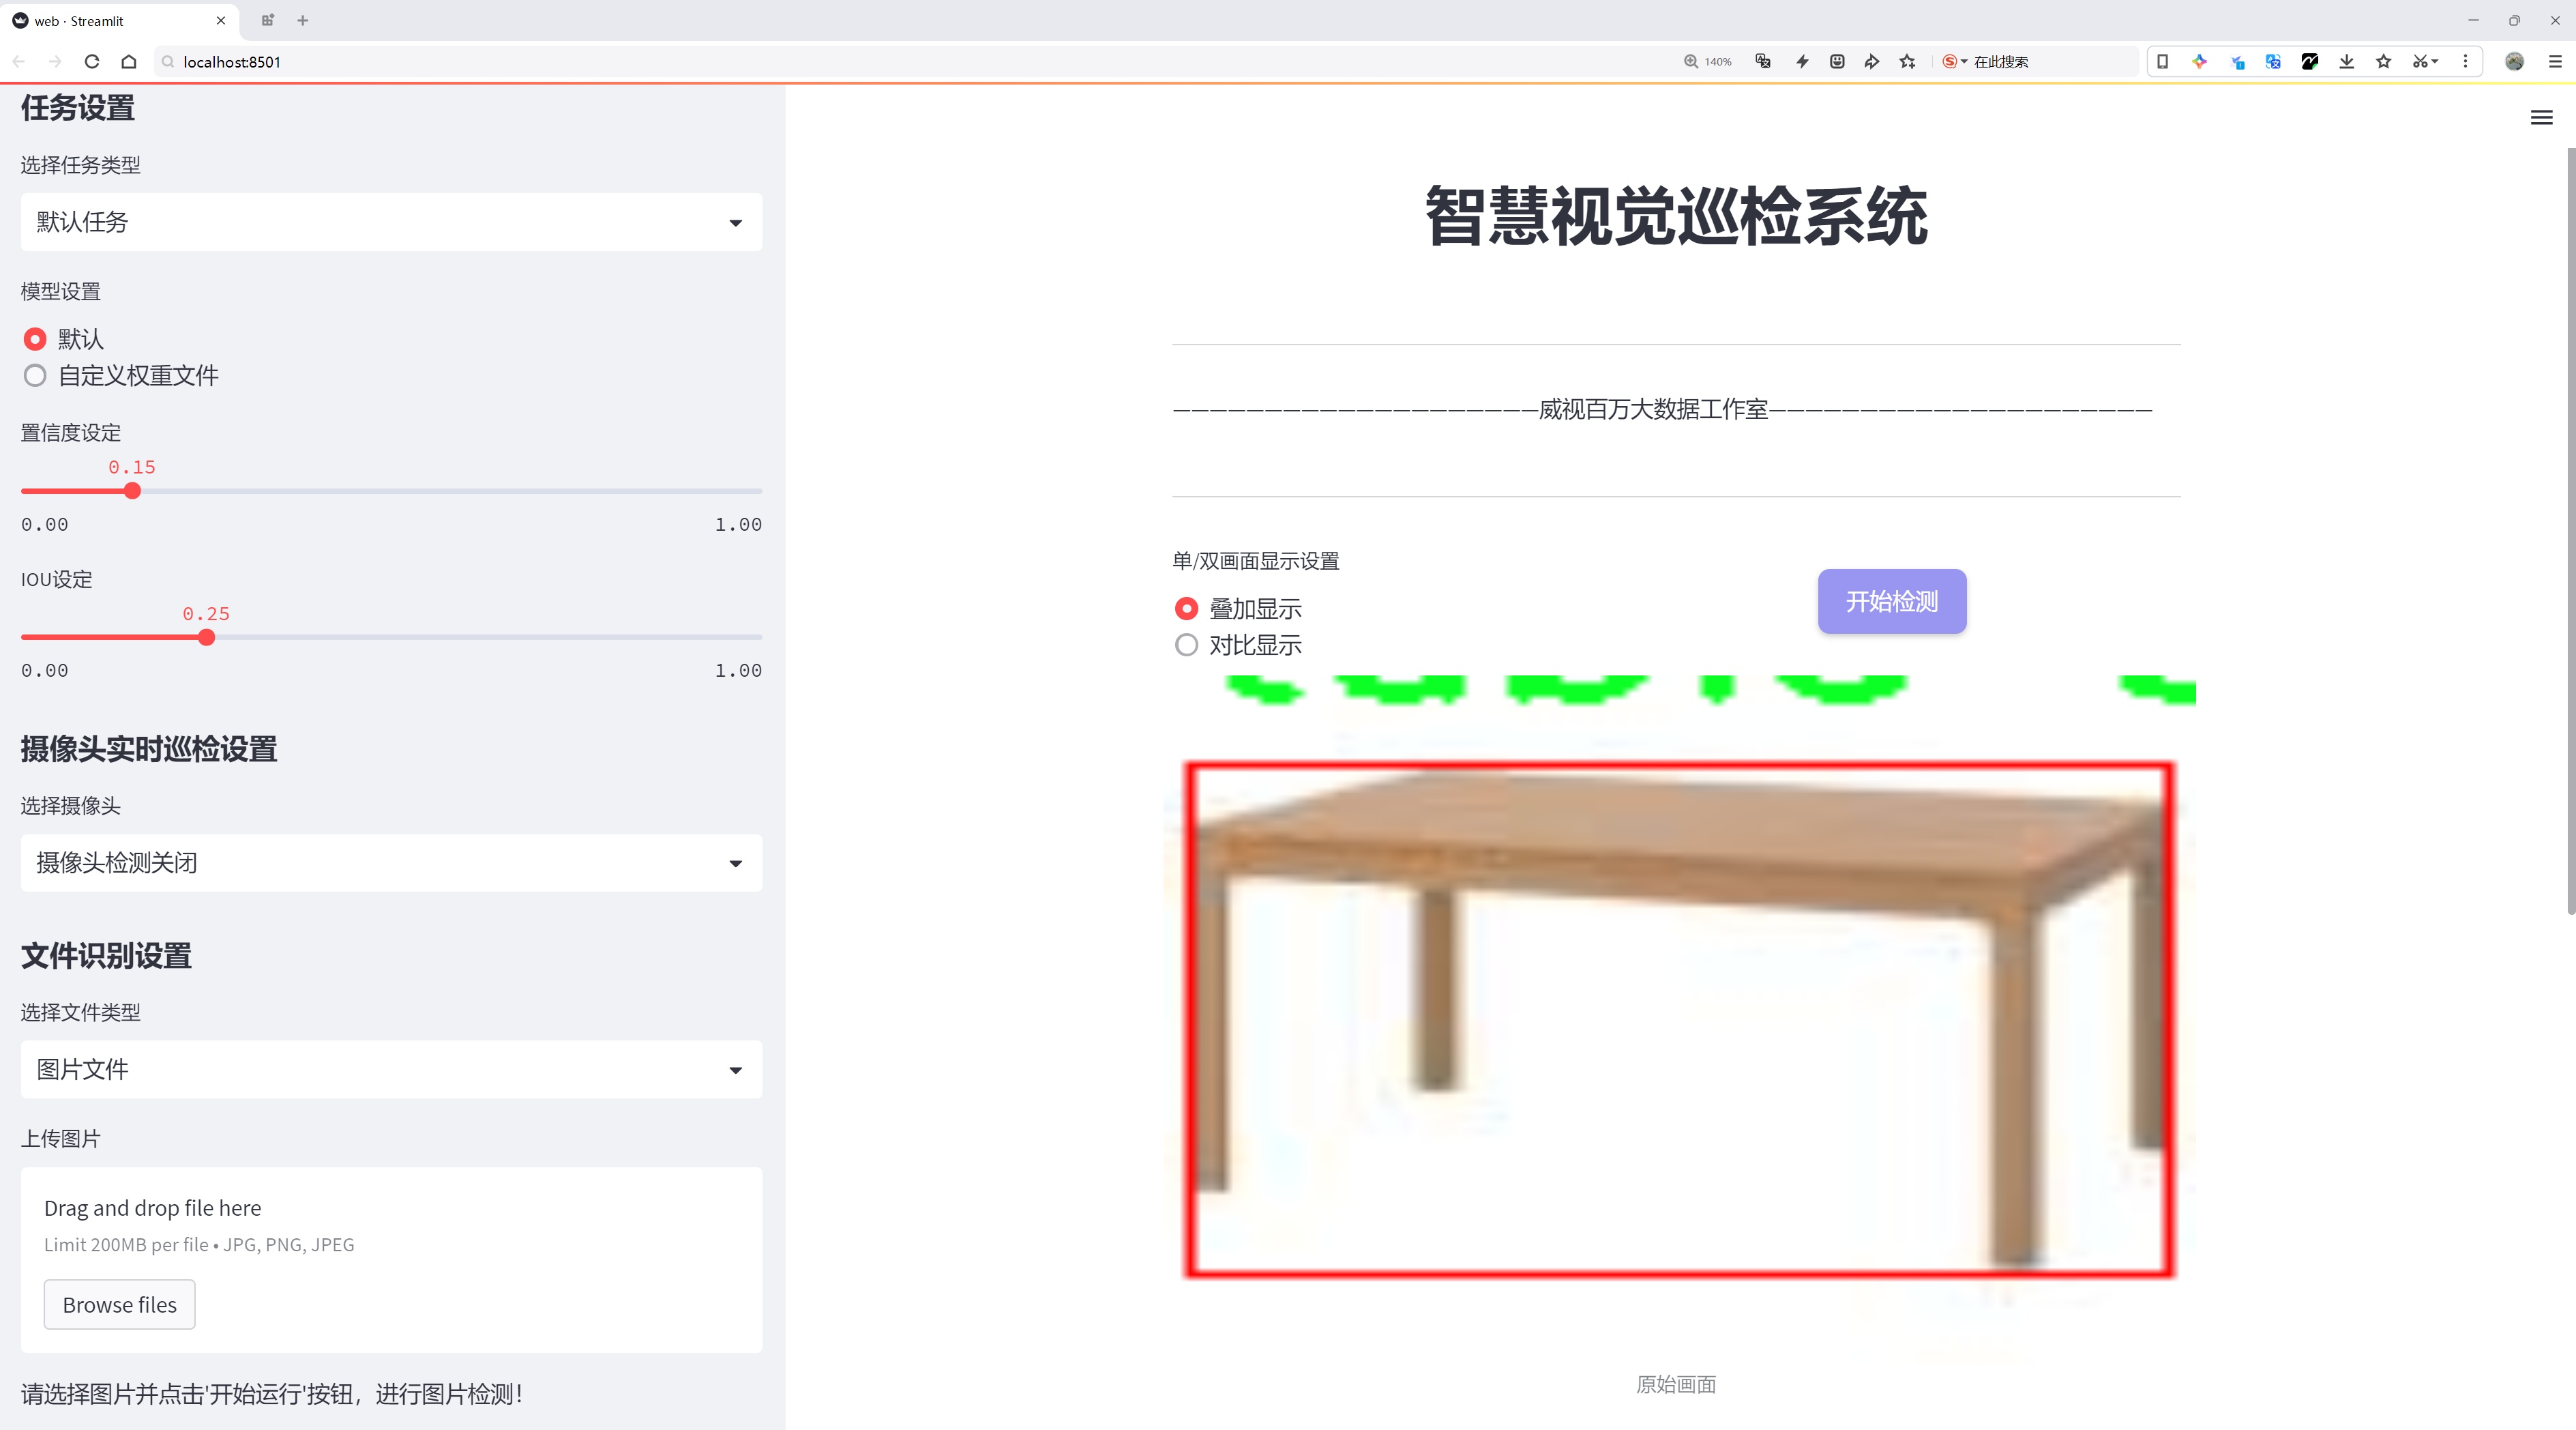 web · Streamlit
localhost:8501
140%
在此搜索
任务设置
选择任务类型
默认任务
模型设置
默认
自定义权重文件
置信度设定
0.15
0.00 1.00
IOU设定
0.25
0.00 1.00
摄像头实时巡检设置
选择摄像头
摄像头检测关闭
文件识别设置
选择文件类型
图片文件
上传图片
Drag and drop file here
Limit 200MB per file • JPG, PNG, JPEG
Browse files
请选择图片并点击'开始运行'按钮，进行图片检测！
智慧视觉巡检系统
————————————————————威视百万大数据工作室—————————————————————
单/双画面显示设置
叠加显示
对比显示
开始检测
原始画面